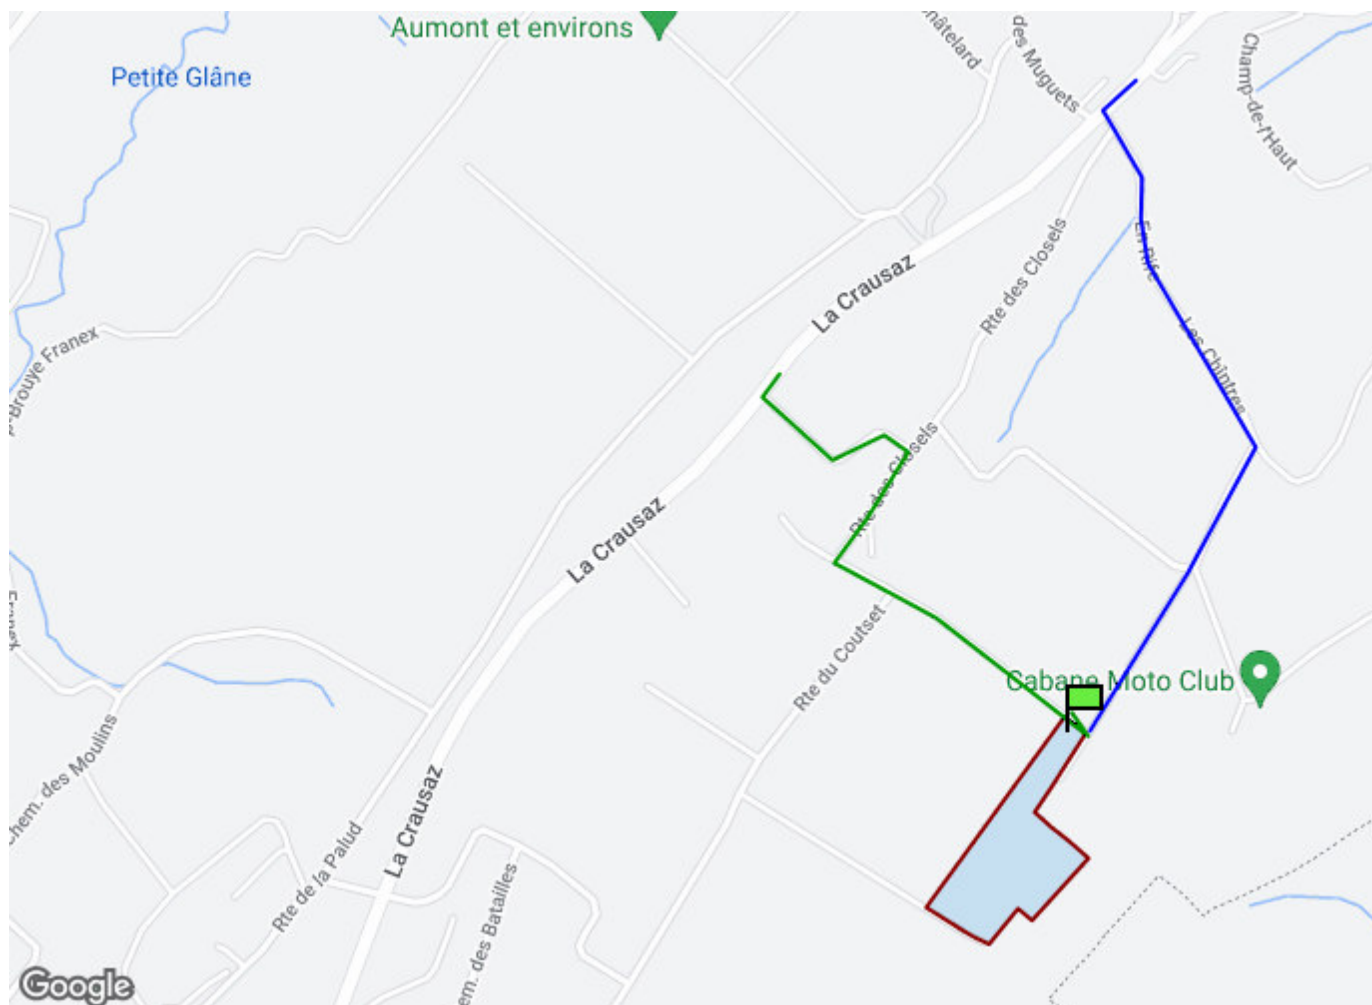 Aumont et environs
Petite Glâne
Châtelard
des Muguets
Champ-de-l'Haut
La Crausaz
Rte des Closels
En Rife
Les Chintres
Brouye Franex
Rte des Closels
La Crausaz
Franex
Rte du Coutset
Cabane Moto Club
Chem. des Moulins
La Crausaz
Rte de la Palud
em. des Batailles
Google